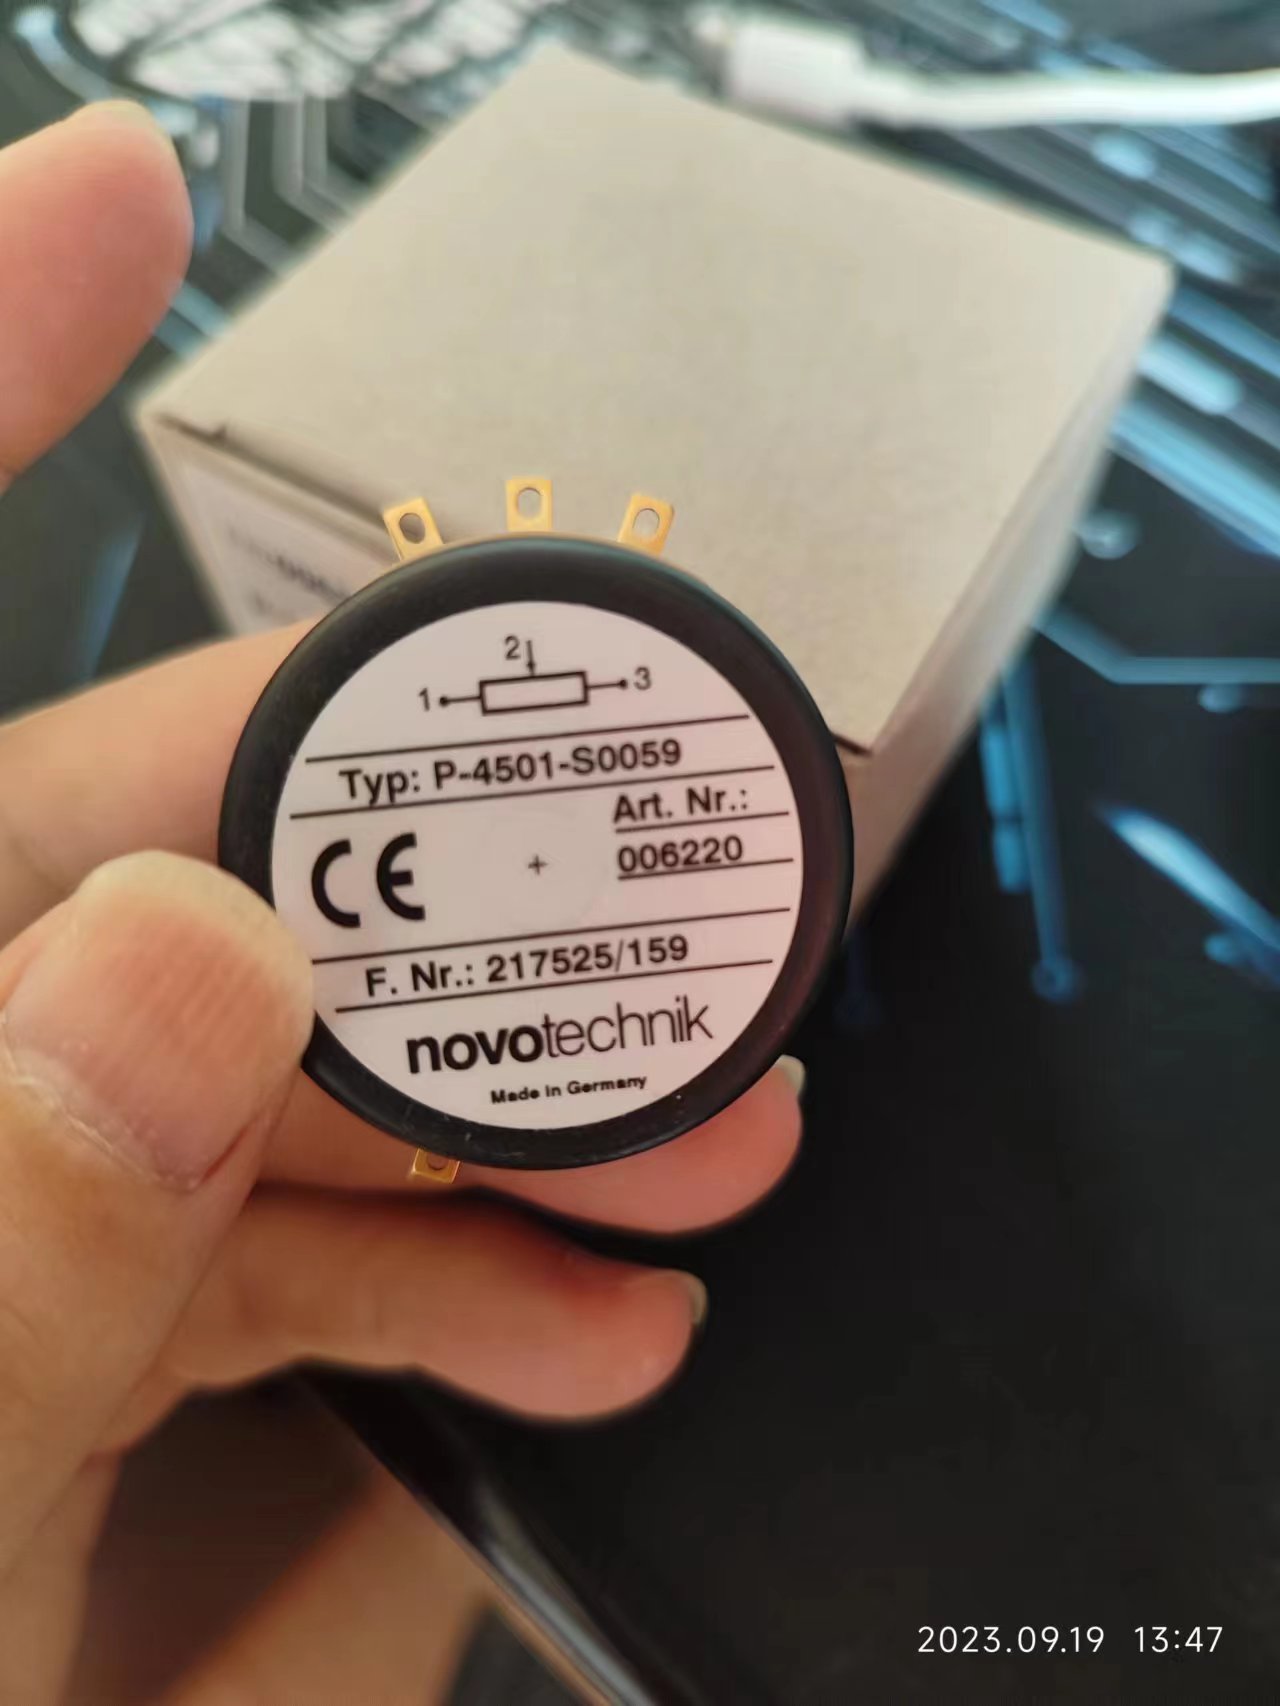 2
1 3
Typ: P-4501-S0059
Art. Nr.:
006220
CE
F. Nr.: 217525/159
novotechnik
Made in Germany
2023.09.19 13:47